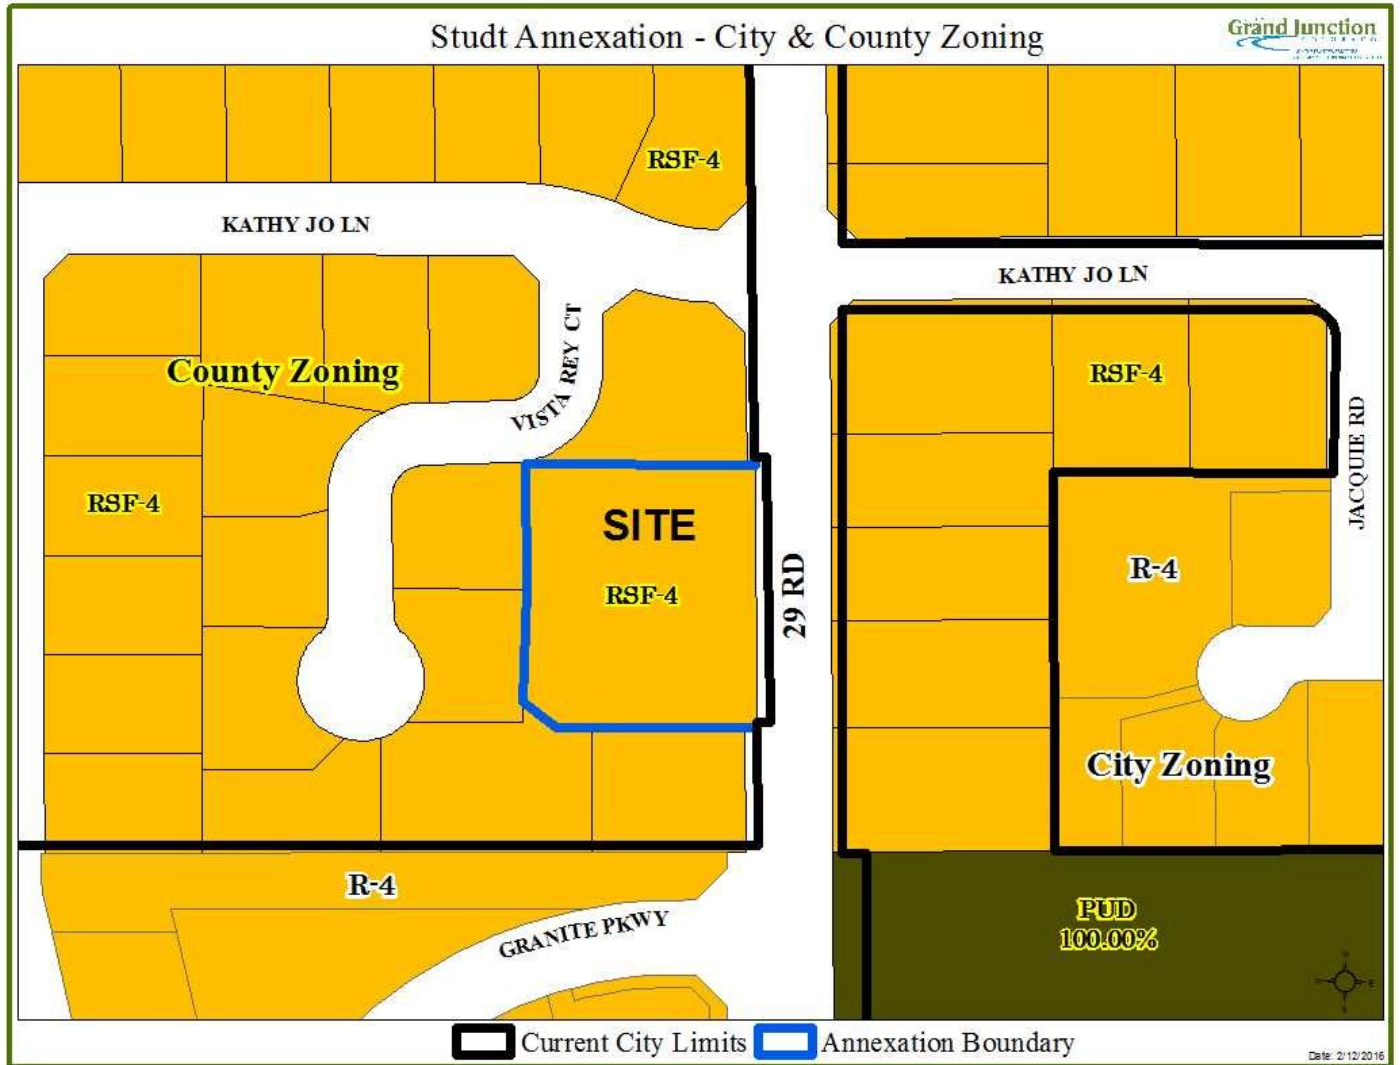 Studt Annexation - City & County Zoning
Grand Junction
COLORADO
RSF-4
KATHY JO LN
KATHY JO LN
VISTA REY CT
County Zoning
RSF-4
JACQUIE RD
RSF-4
SITE
RSF-4
29 RD
R-4
City Zoning
R-4
GRANITE PKWY
PUD
100.00%
Current City Limits
Annexation Boundary
Date: 2/12/2016